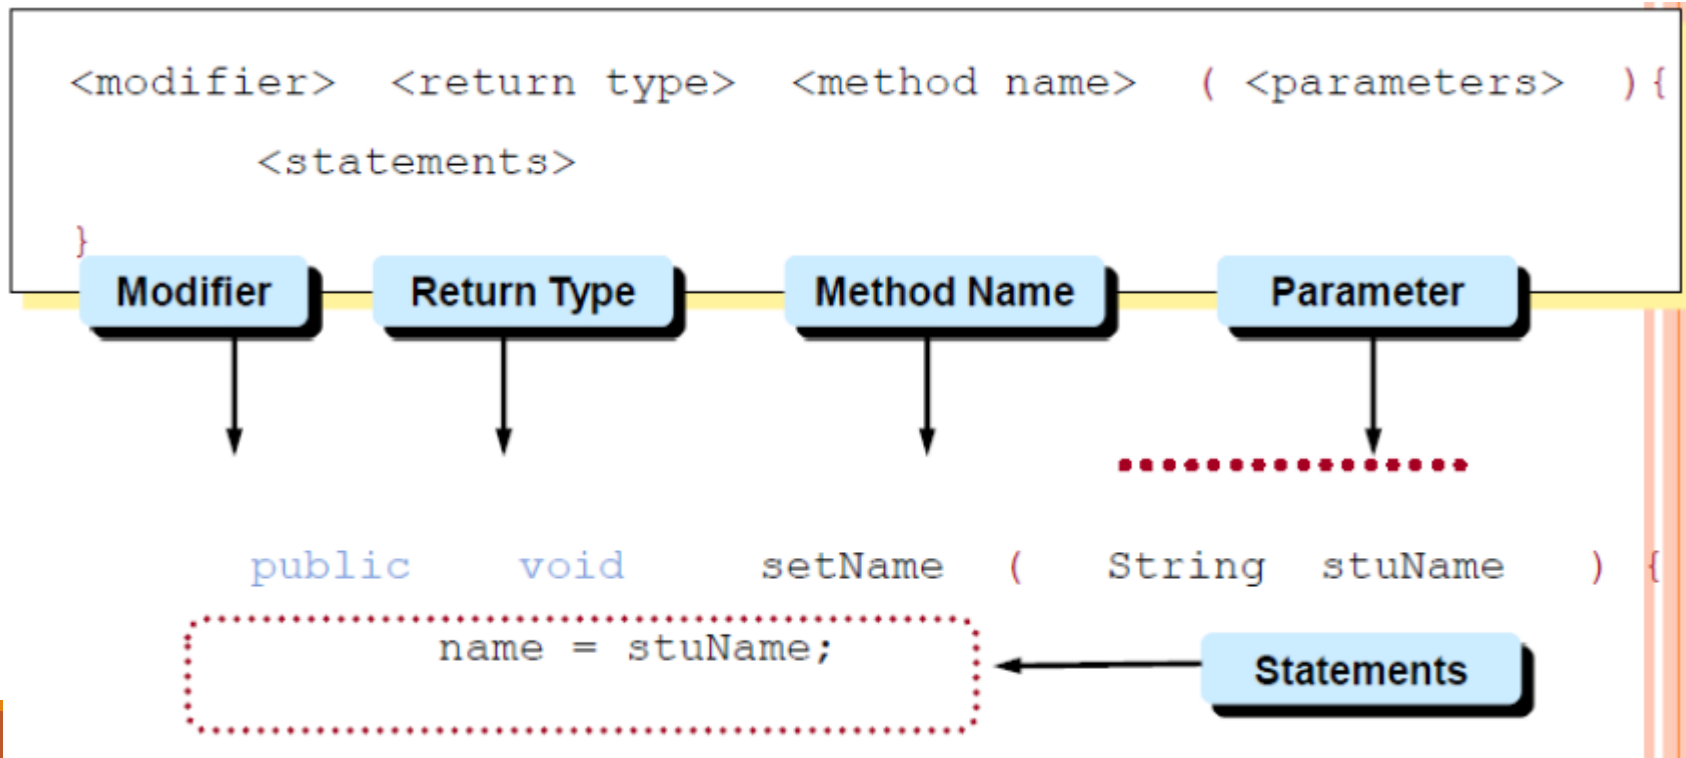 <modifier> <return type> <method name> ( <parameters> ){
<statements>
}
Modifier Return Type Method Name Parameter
public void setName ( String stuName ) {
name = stuName;
Statements